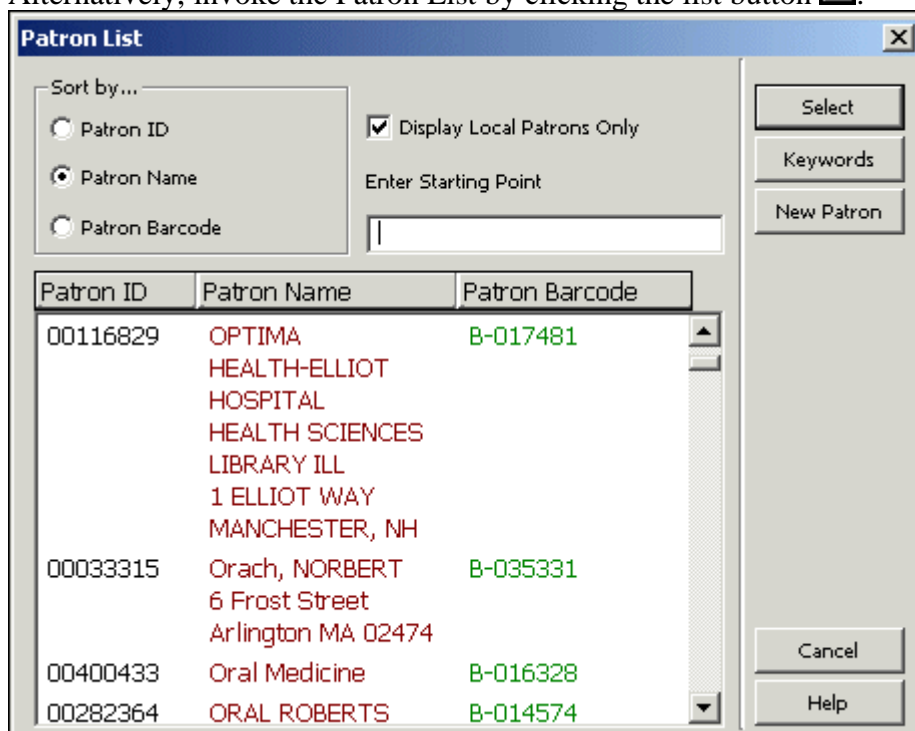 Alternatively, invoke the Patron List by clicking the list button .
Patron List
Sort by...
Patron ID
Patron Name
Patron Barcode
Display Local Patrons Only
Enter Starting Point
Select
Keywords
New Patron
Patron ID Patron Name Patron Barcode
00116829 OPTIMA B-017481
HEALTH-ELLIOT
HOSPITAL
HEALTH SCIENCES
LIBRARY ILL
1 ELLIOT WAY
MANCHESTER, NH
00033315 Orach, NORBERT B-035331
6 Frost Street
Arlington MA 02474
00400433 Oral Medicine B-016328
00282364 ORAL ROBERTS B-014574
Cancel
Help